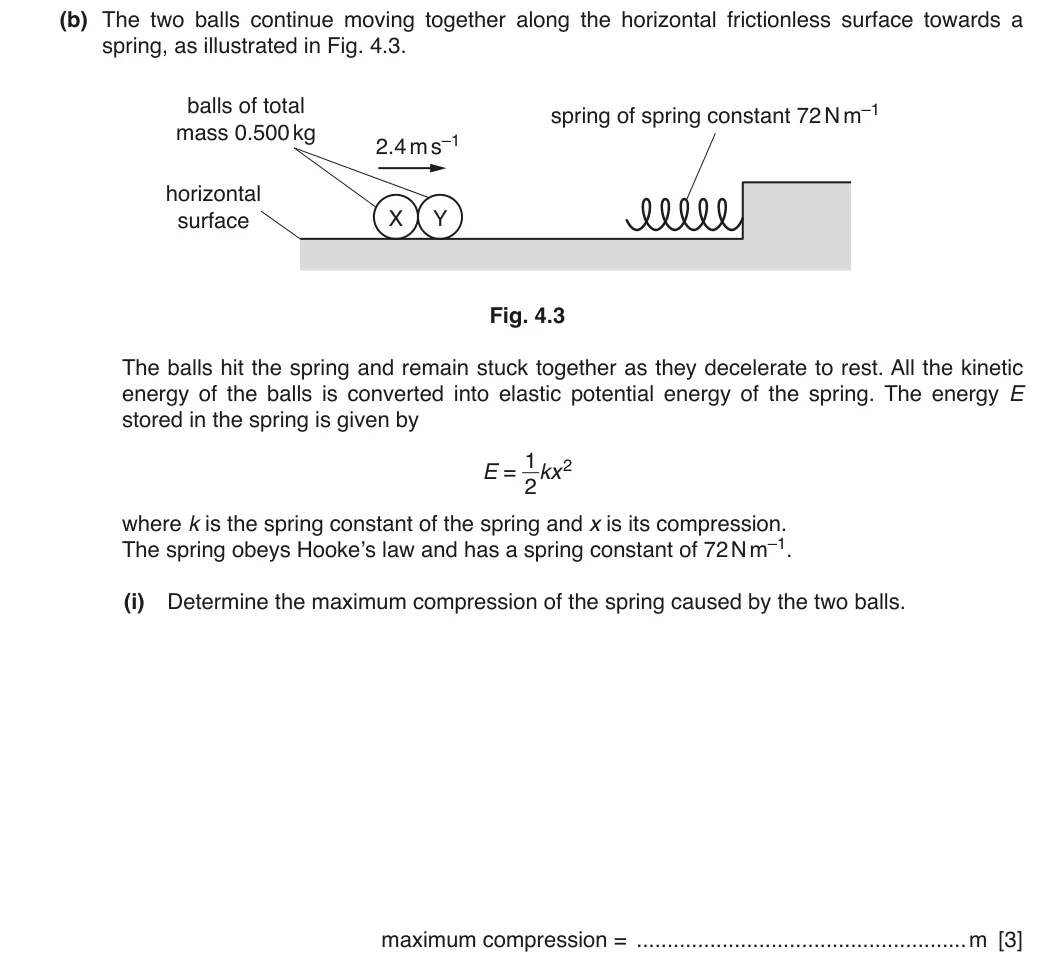 (b) The two balls continue moving together along the horizontal frictionless surface towards a
spring, as illustrated in Fig. 4.3.
balls of total
mass 0.500 kg
2.4 m s⁻¹
spring of spring constant 72 N m⁻¹
horizontal
surface
X Y
Fig. 4.3
The balls hit the spring and remain stuck together as they decelerate to rest. All the kinetic
energy of the balls is converted into elastic potential energy of the spring. The energy E
stored in the spring is given by
E = 1/2 kx²
where k is the spring constant of the spring and x is its compression.
The spring obeys Hooke’s law and has a spring constant of 72 N m⁻¹.
(i) Determine the maximum compression of the spring caused by the two balls.
maximum compression = ...................................................... m [3]